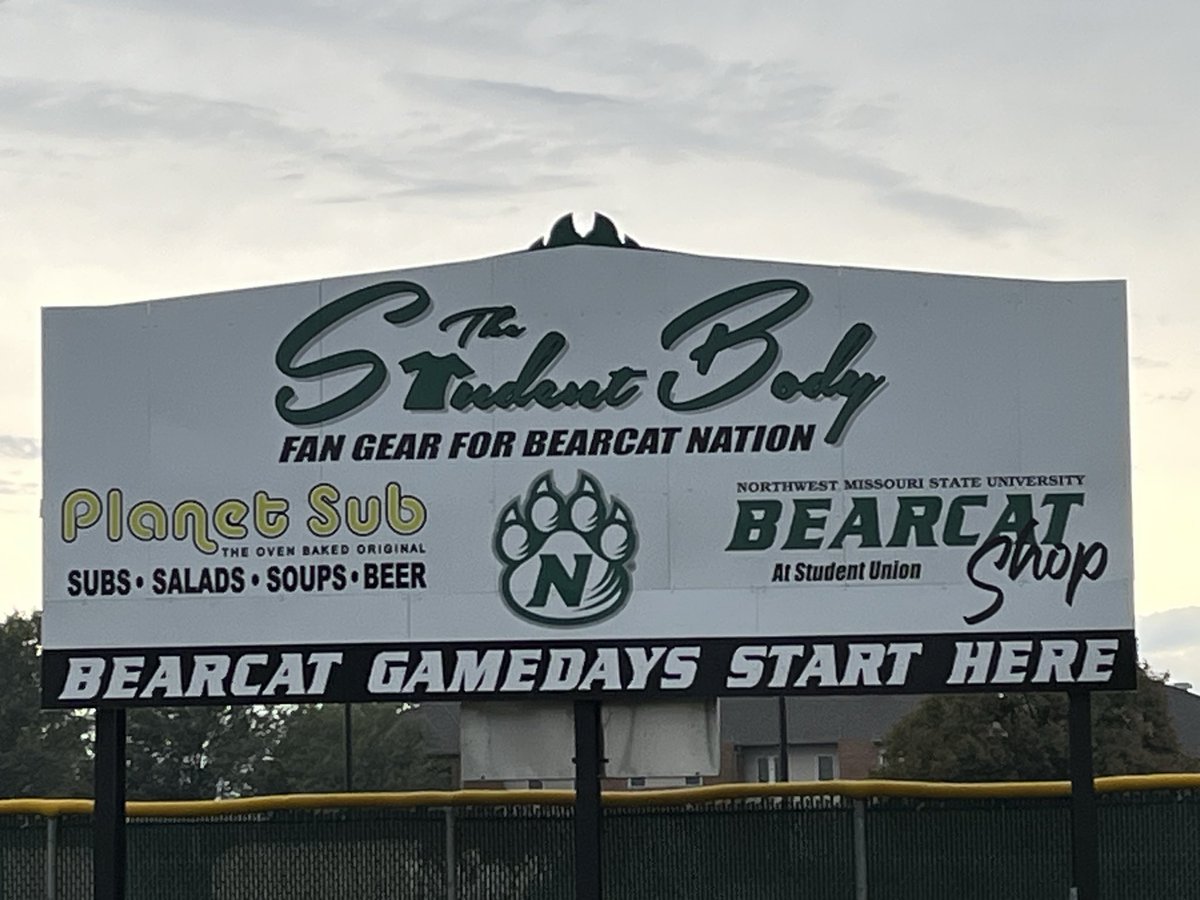 The
Student Body
FAN GEAR FOR BEARCAT NATION
Planet Sub
THE OVEN BAKED ORIGINAL
SUBS • SALADS • SOUPS • BEER
N
NORTHWEST MISSOURI STATE UNIVERSITY
BEARCAT
Shop
At Student Union
BEARCAT GAMEDAYS START HERE